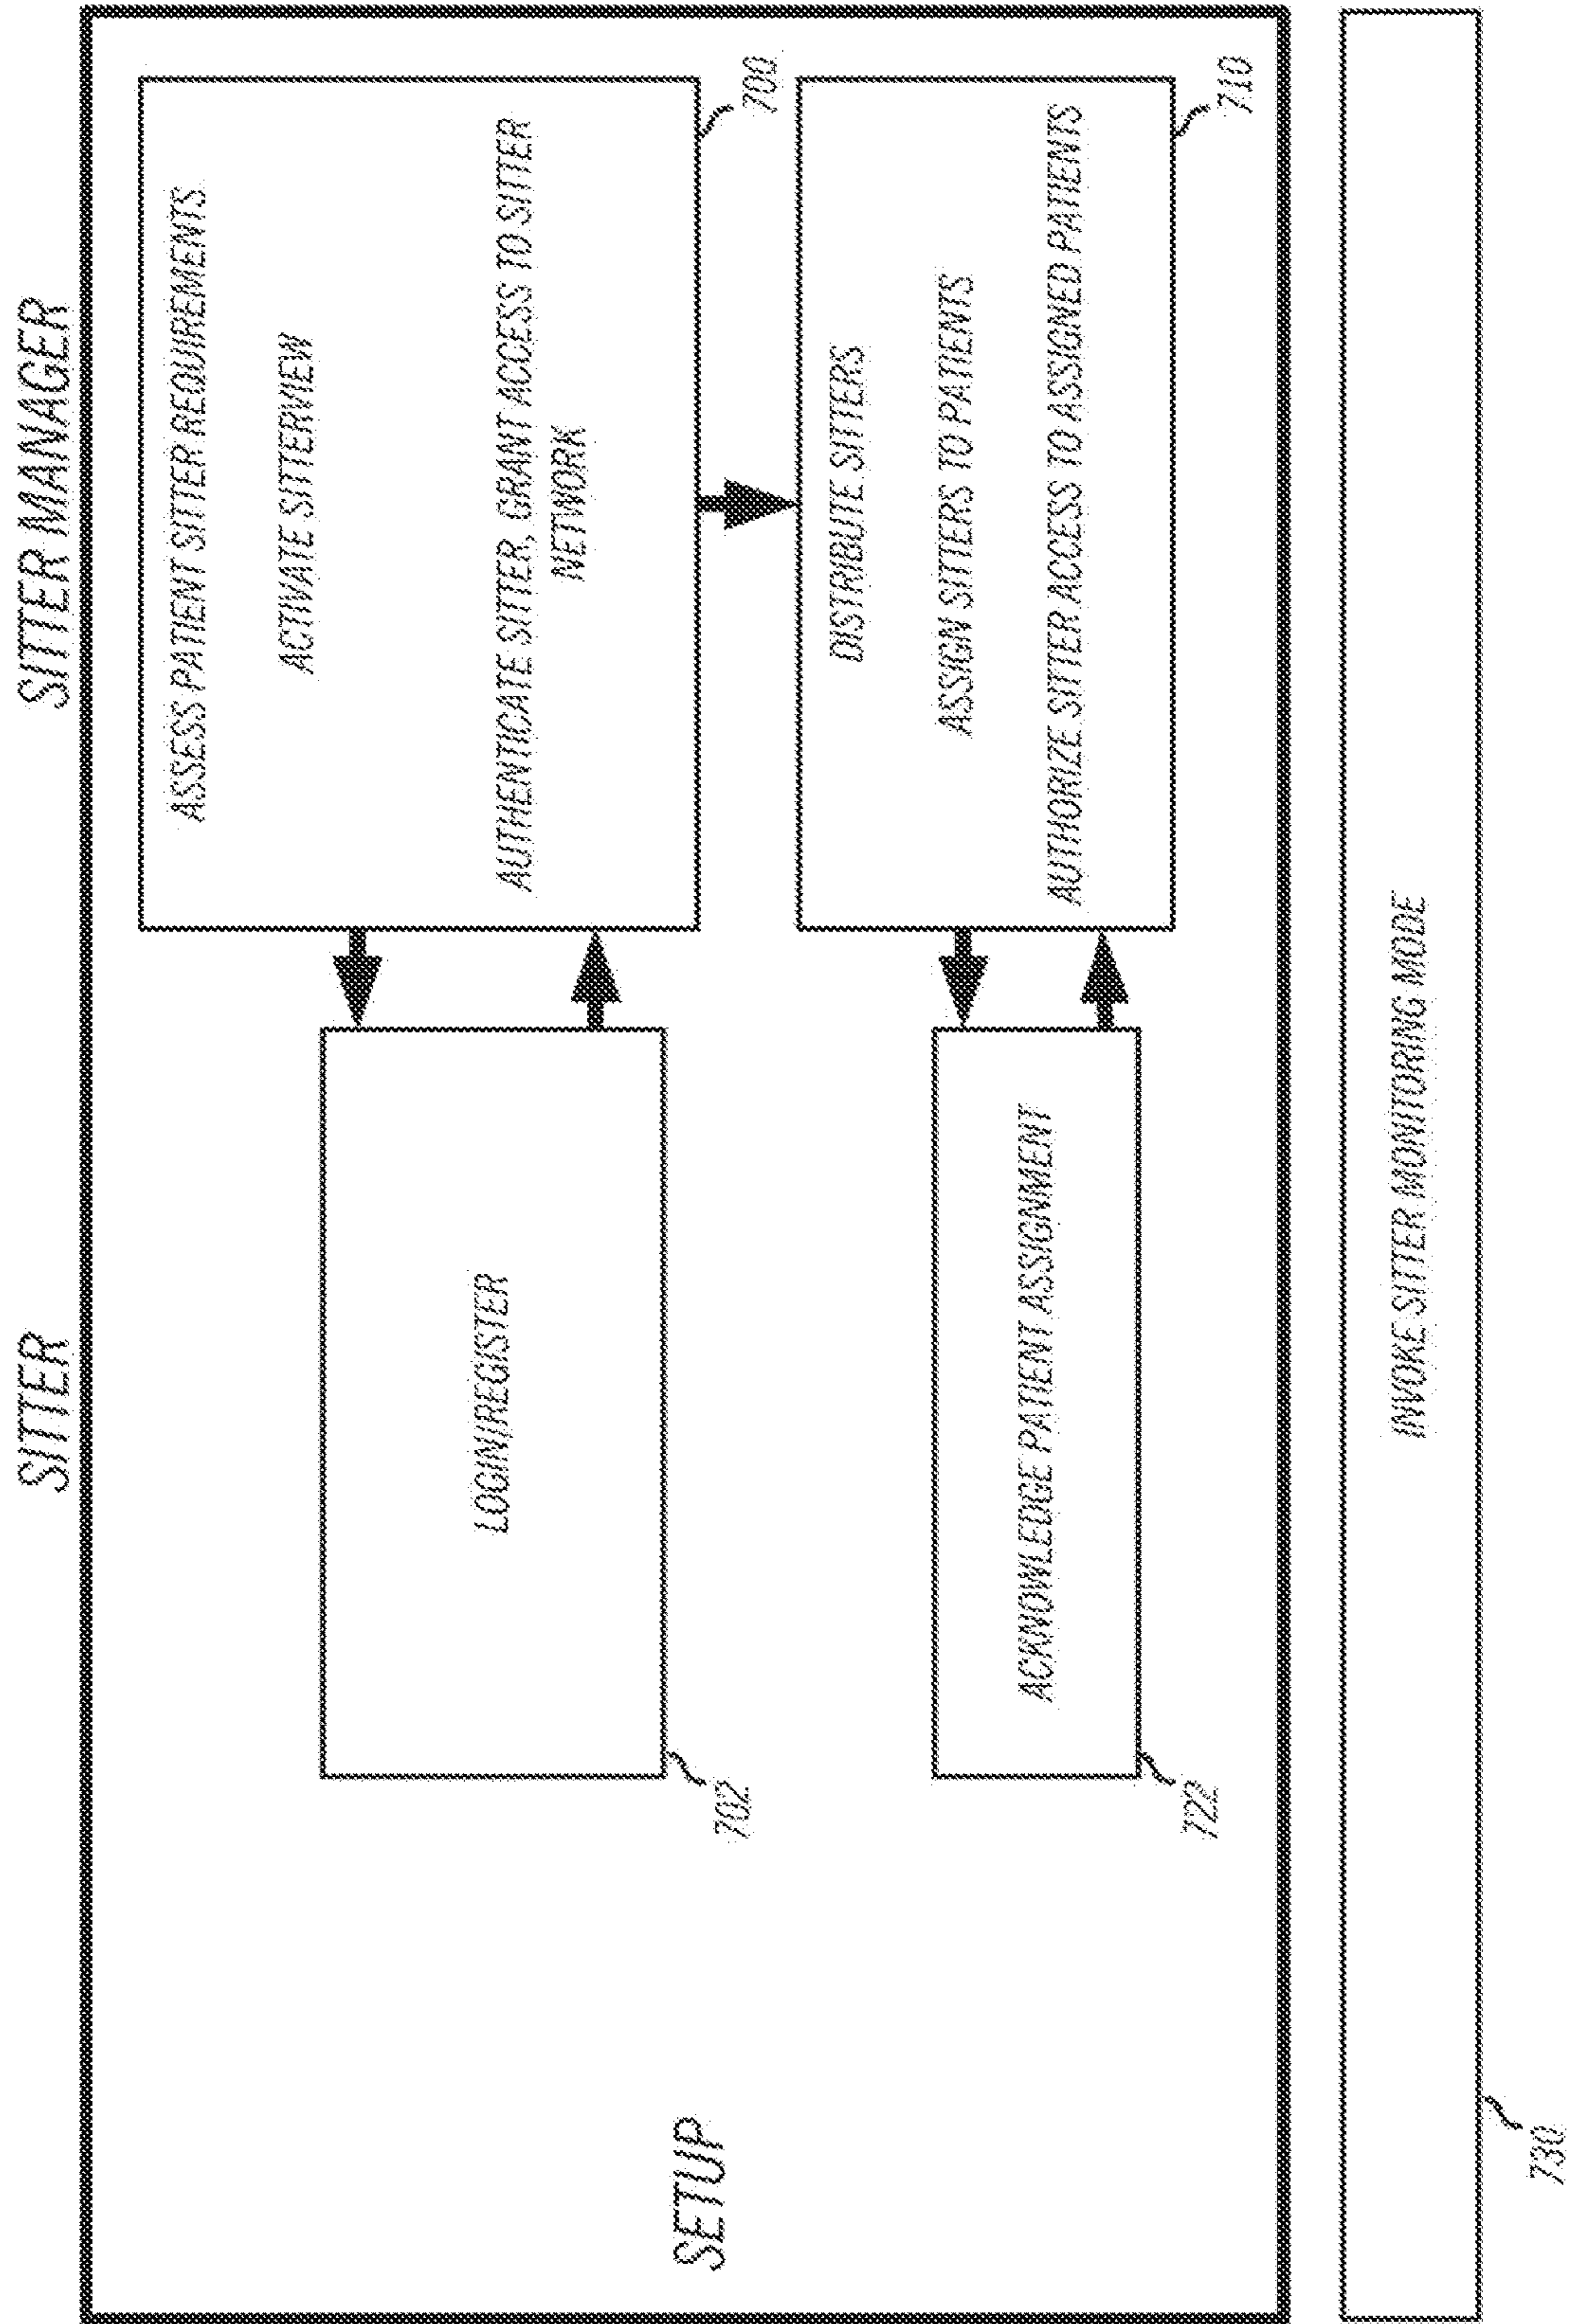 SITTER
SITTER MANAGER
SETUP
ASSESS PATIENT SITTER REQUIREMENTS
ACTIVATE SITTERVIEW
LOGIN|REGISTER
AUTHENTICATE SITTER, GRANT ACCESS TO SITTER
NETWORK
702
700
DISTRIBUTE SITTERS
ASSIGN SITTERS TO PATIENTS
ACKNOWLEDGE PATIENT ASSIGNMENT
AUTHORIZE SITTER ACCESS TO ASSIGNED PATIENTS
722
710
INVOKE SITTER MONITORING MODE
730